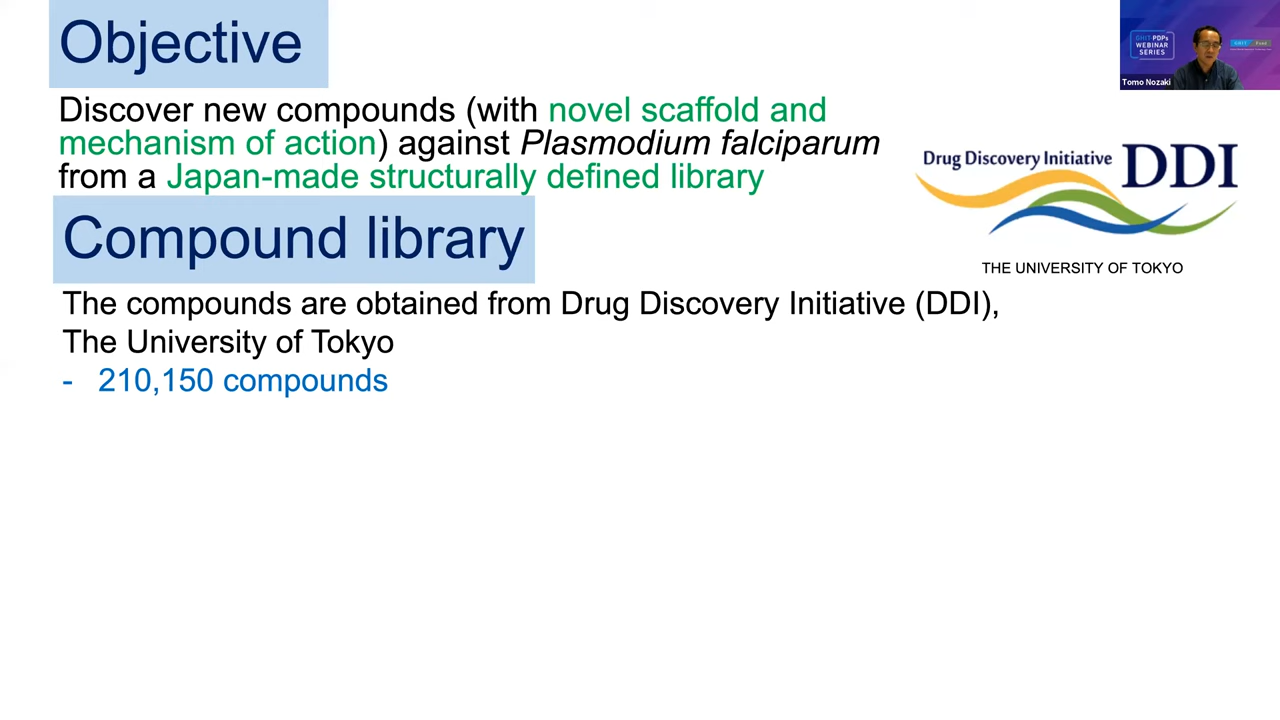 Objective
Discover new compounds (with novel scaffold and
mechanism of action) against Plasmodium falciparum
from a Japan-made structurally defined library
Drug Discovery Initiative DDI
THE UNIVERSITY OF TOKYO
Compound library
The compounds are obtained from Drug Discovery Initiative (DDI),
The University of Tokyo
- 210,150 compounds
GHIT·PDPs
WEBINAR
SERIES
GHIT Fund
Tomo Nozaki